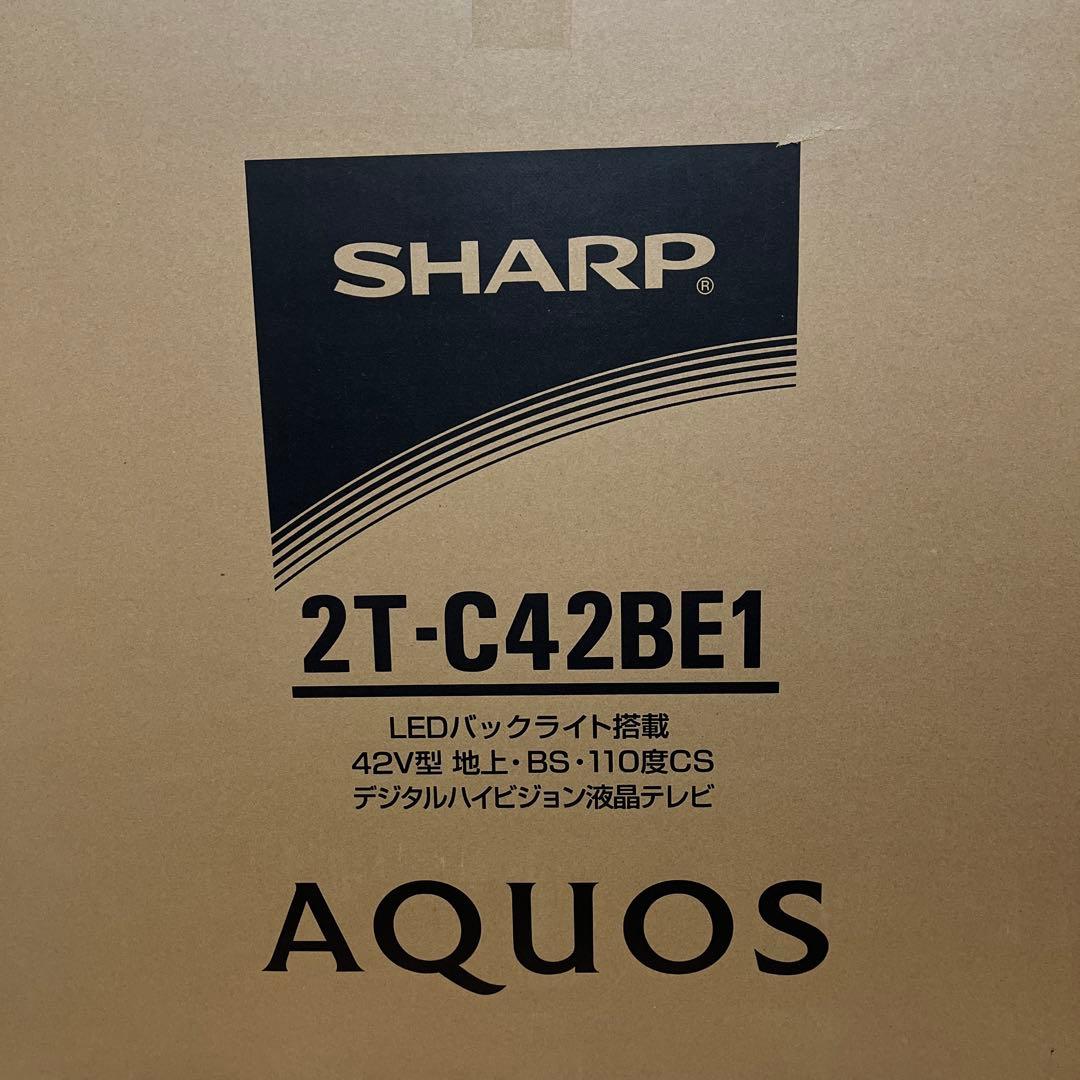 SHARP®
2T-C42BE1
LEDバックライト搭載
42V型 地上・BS・110度CS
デジタルハイビジョン液晶テレビ
AQUOS